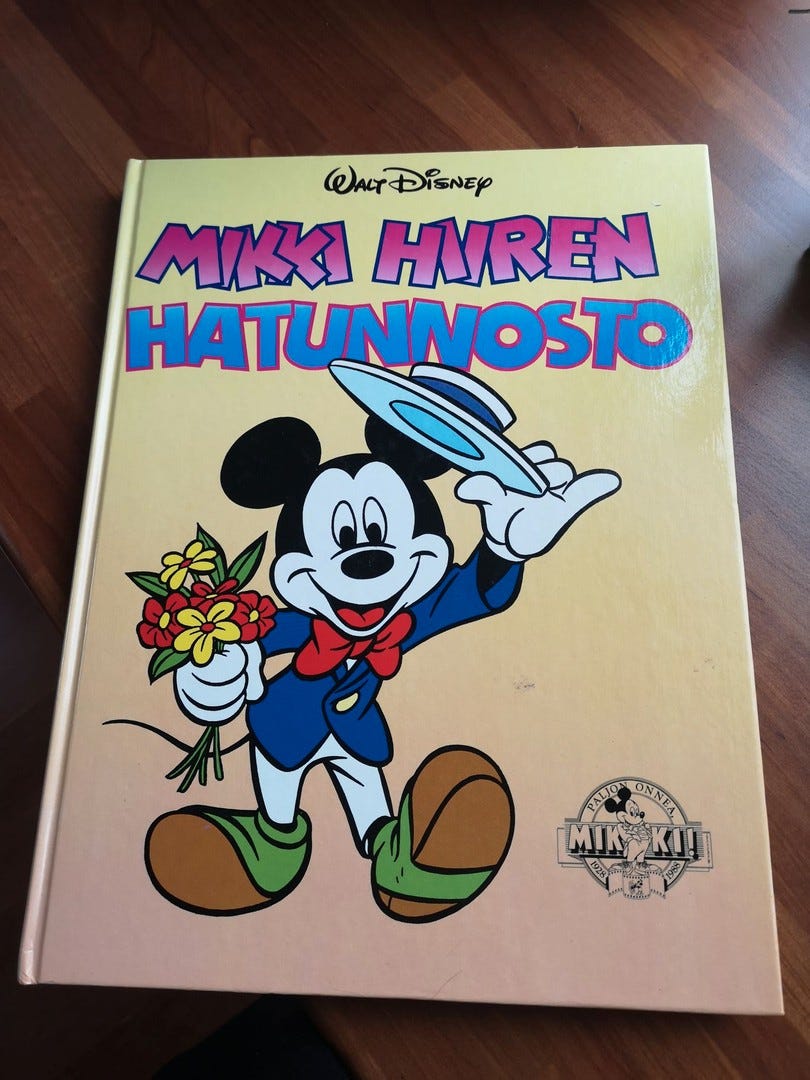 WALT DISNEY
MIKKI HIIREN
HATUNNOSTO
PALJON ONNEA
MIKKI!
1928 1988